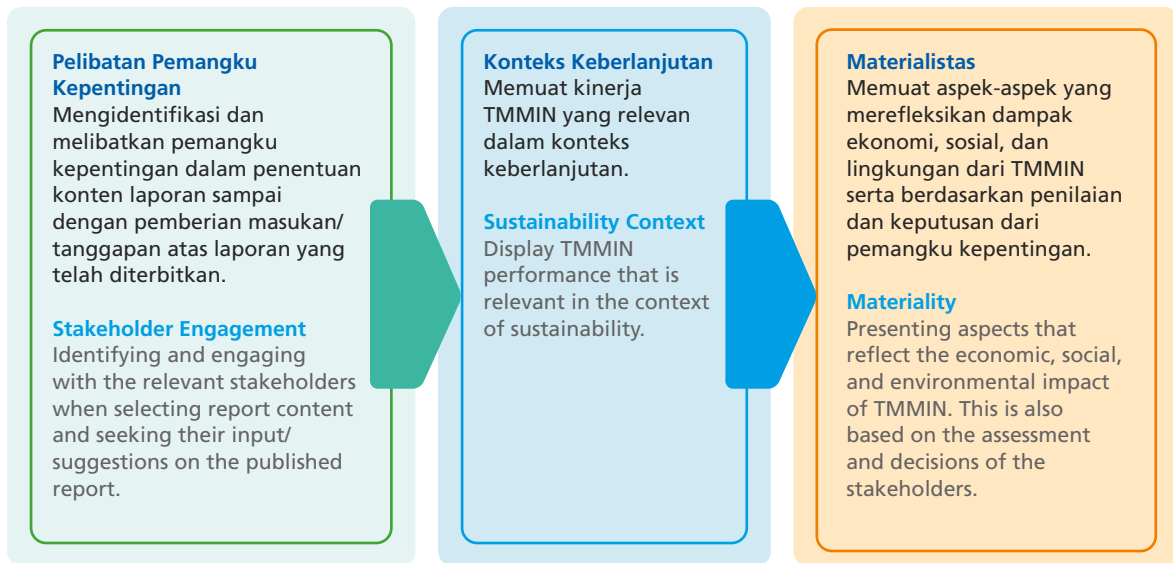 Pelibatan Pemangku
Kepentingan
Mengidentifikasi dan
melibatkan pemangku
kepentingan dalam penentuan
konten laporan sampai
dengan pemberian masukan/
tanggapan atas laporan yang
telah diterbitkan.
Stakeholder Engagement
Identifying and engaging
with the relevant stakeholders
when selecting report content
and seeking their input/
suggestions on the published
report.
Konteks Keberlanjutan
Memuat kinerja
TMMIN yang relevan
dalam konteks
keberlanjutan.
Sustainability Context
Display TMMIN
performance that is
relevant in the context
of sustainability.
Materialistas
Memuat aspek-aspek yang
merefleksikan dampak
ekonomi, sosial, dan
lingkungan dari TMMIN
serta berdasarkan penilaian
dan keputusan dari
pemangku kepentingan.
Materiality
Presenting aspects that
reflect the economic, social,
and environmental impact
of TMMIN. This is also
based on the assessment
and decisions of the
stakeholders.